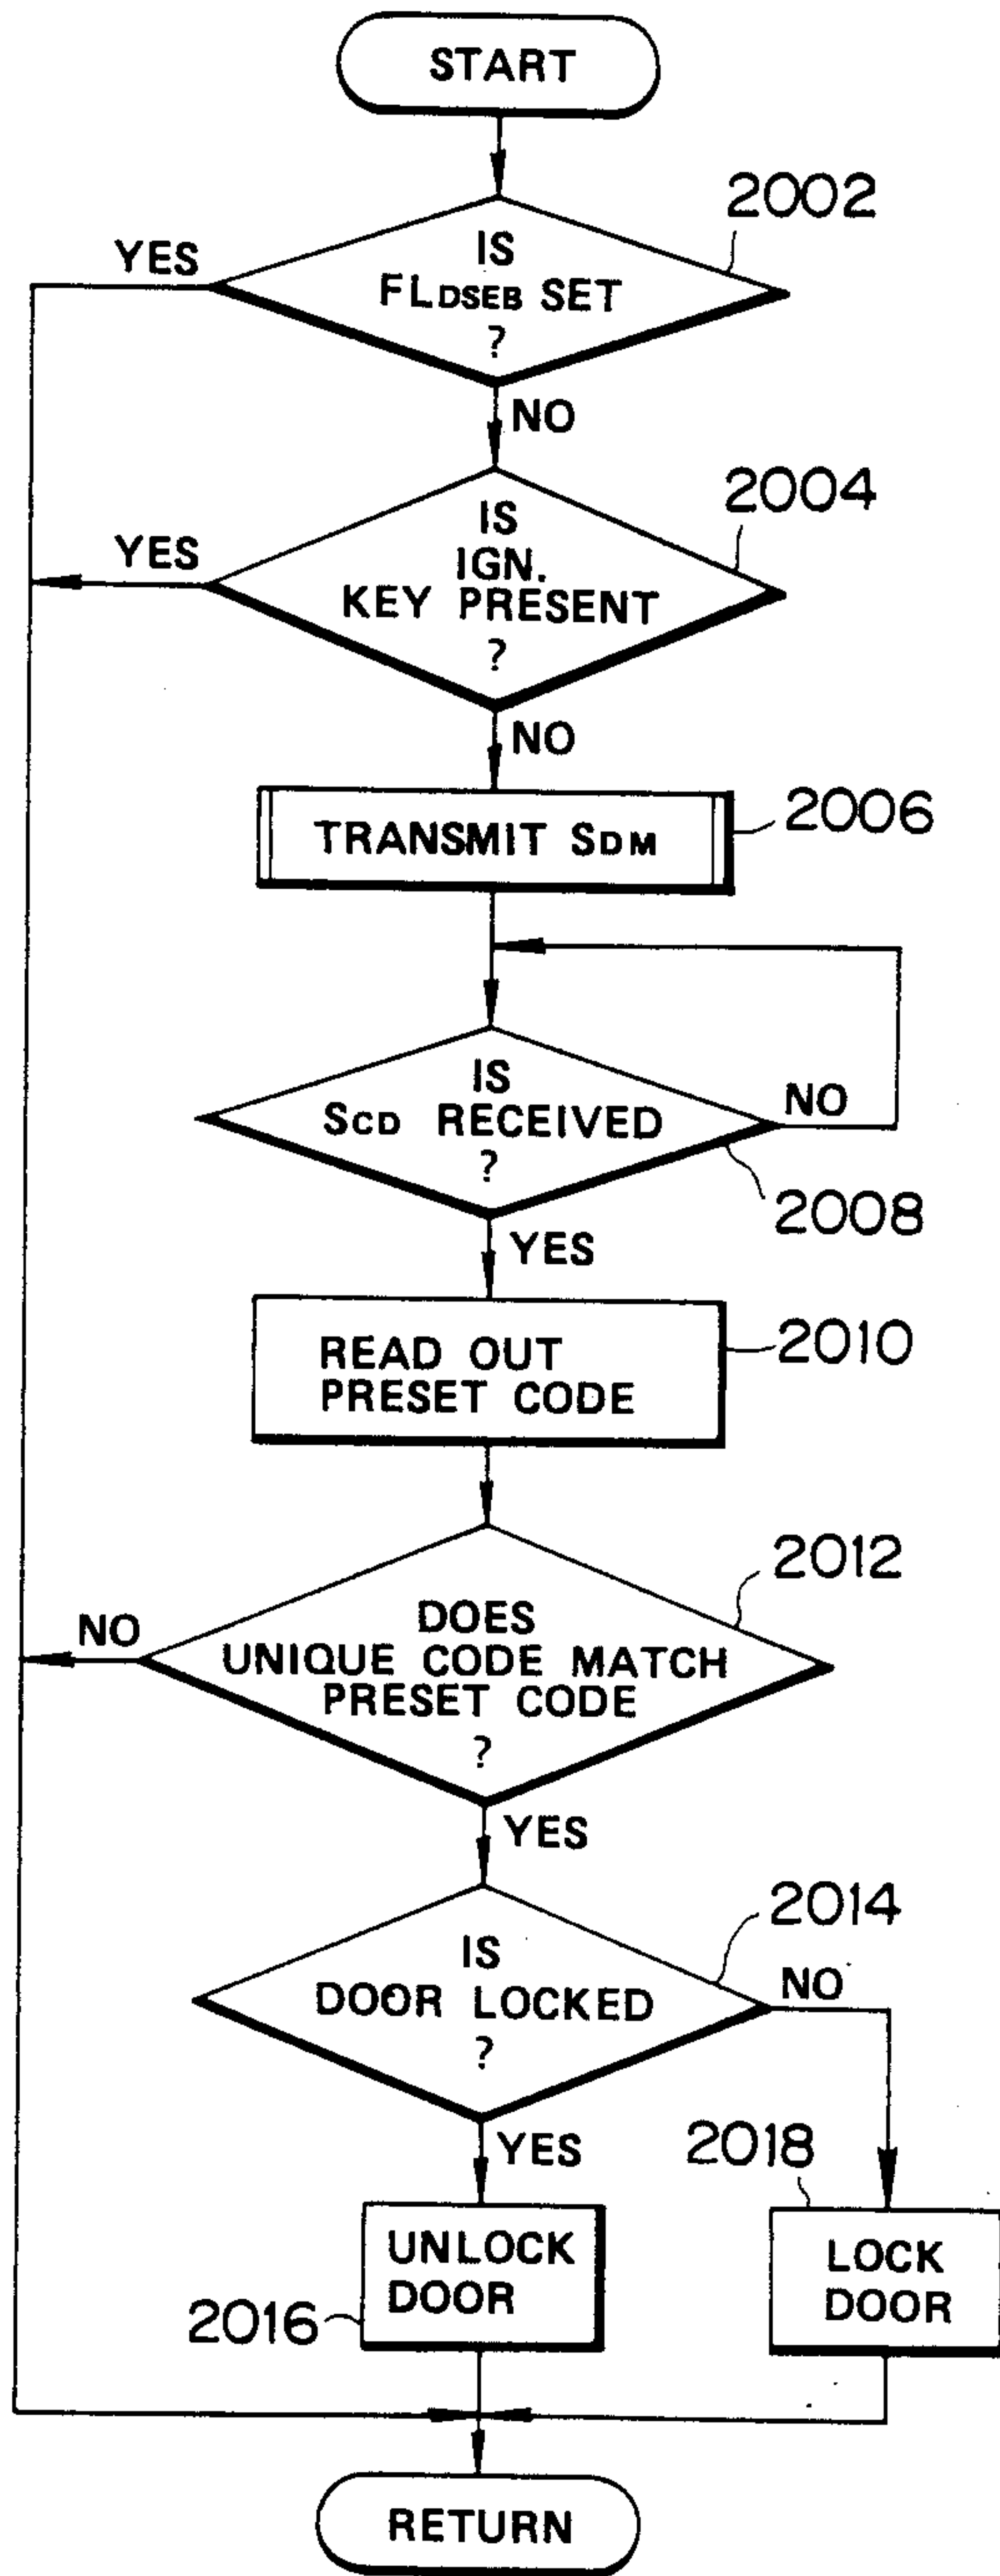 START
2002
YES
IS
FLDSEB SET
?
NO
2004
YES
IS
IGN.
KEY PRESENT
?
NO
TRANSMIT SDM
2006
IS
SCD RECEIVED
?
NO
2008
YES
READ OUT
PRESET CODE
2010
2012
NO
DOES
UNIQUE CODE MATCH
PRESET CODE
?
YES
2014
IS
DOOR LOCKED
?
NO
YES
2018
UNLOCK
DOOR
2016
LOCK
DOOR
RETURN